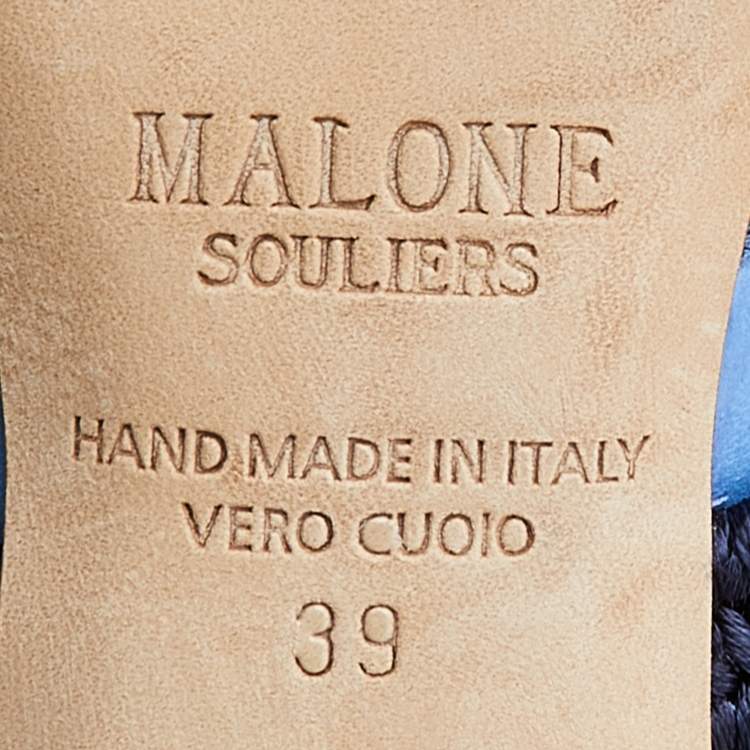 MALONE
SOULIERS
HAND MADE IN ITALY
VERO CUOIO
39